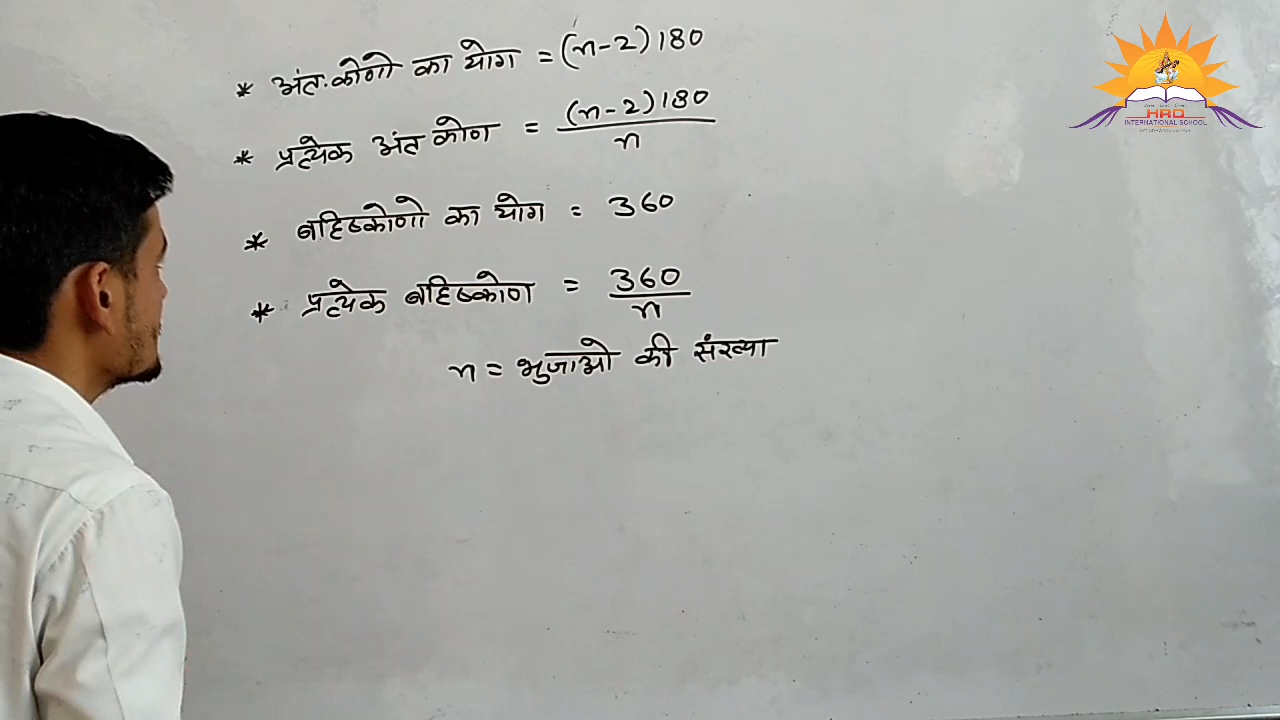 * अंत:कोणो का योग = (n-2)180
* प्रत्येक अंत कोण = (n-2)180/n
* बहिष्कोणो का योग = 360
* प्रत्येक बहिष्कोण = 360/n
n = भुजाओ की संख्या
HRD
INTERNATIONAL SCHOOL